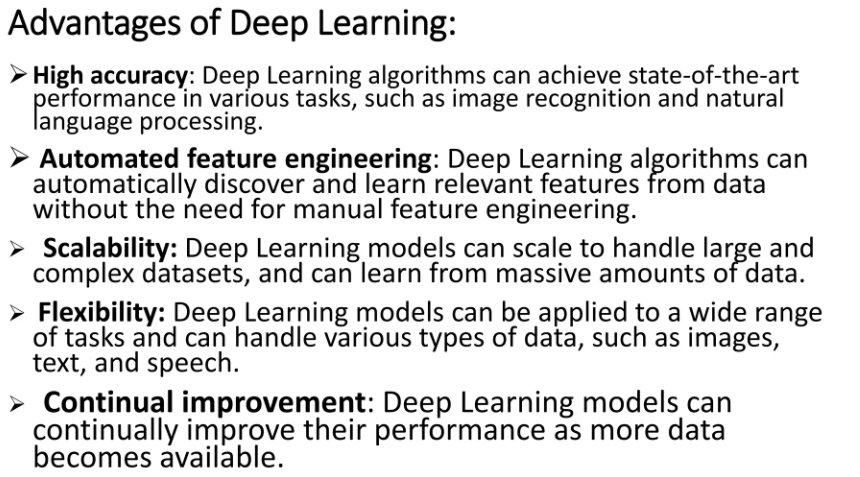 Advantages of Deep Learning:
➢ High accuracy: Deep Learning algorithms can achieve state-of-the-art
performance in various tasks, such as image recognition and natural
language processing.
➢ Automated feature engineering: Deep Learning algorithms can
automatically discover and learn relevant features from data
without the need for manual feature engineering.
➢ Scalability: Deep Learning models can scale to handle large and
complex datasets, and can learn from massive amounts of data.
➢ Flexibility: Deep Learning models can be applied to a wide range
of tasks and can handle various types of data, such as images,
text, and speech.
➢ Continual improvement: Deep Learning models can
continually improve their performance as more data
becomes available.